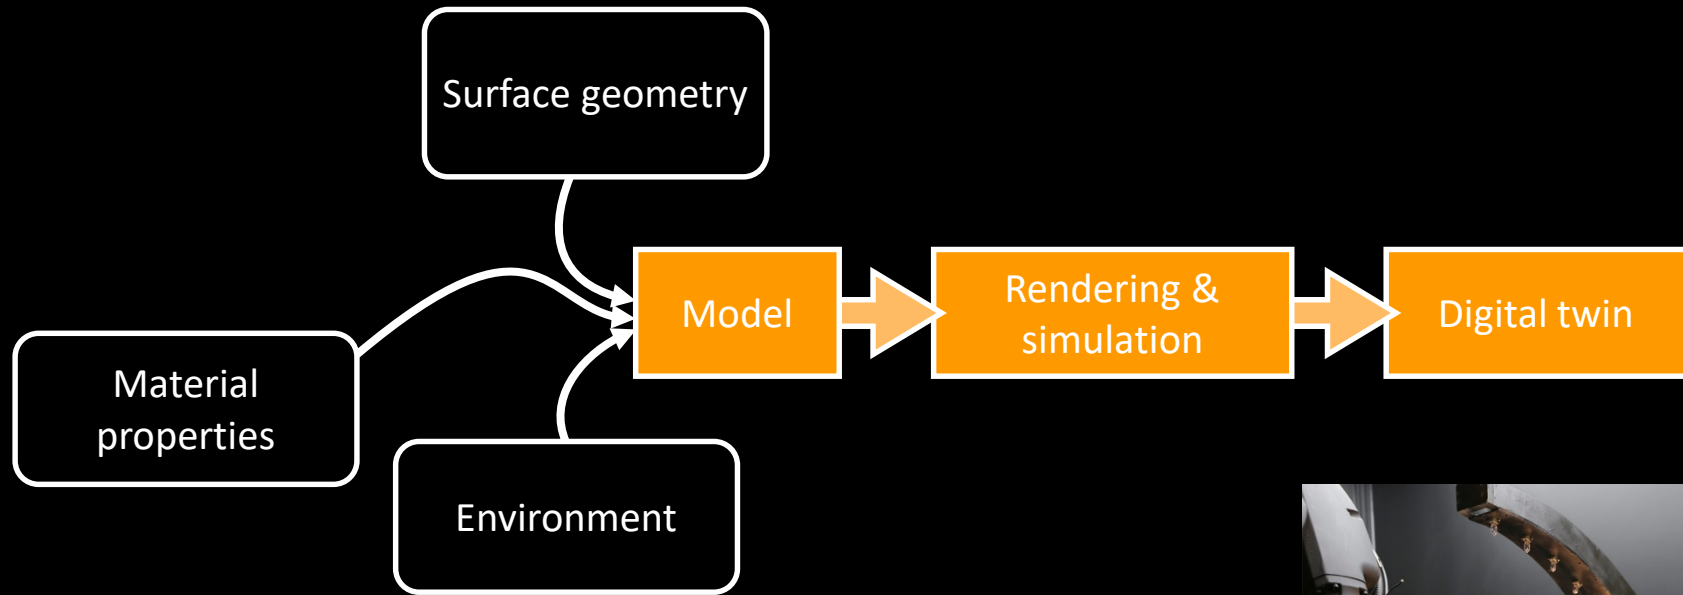 Surface geometry
Model
Rendering &
simulation
Digital twin
Material
properties
Environment